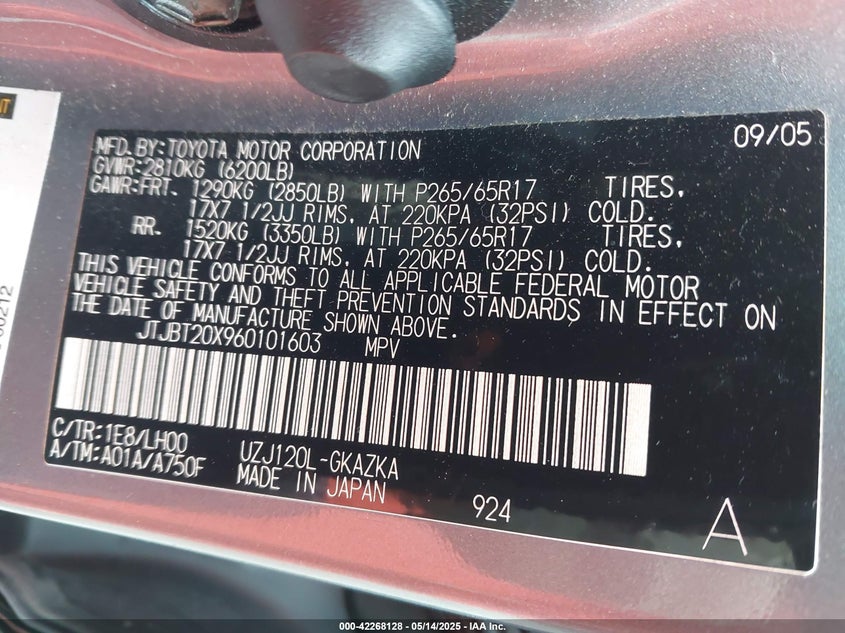 09/05
MFD.BY:TOYOTA MOTOR CORPORATION
GVWR:2810KG (6200LB)
GAWR:FRT. 1290KG (2850LB) WITH P265/65R17 TIRES,
17X7 1/2JJ RIMS, AT 220KPA (32PSI) COLD.
RR. 1520KG (3350LB) WITH P265/65R17 TIRES,
17X7 1/2JJ RIMS, AT 220KPA (32PSI) COLD.
THIS VEHICLE CONFORMS TO ALL APPLICABLE FEDERAL MOTOR
VEHICLE SAFETY AND THEFT PREVENTION STANDARDS IN EFFECT ON
THE DATE OF MANUFACTURE SHOWN ABOVE.
JTJBT20X960101603 MPV
C/TR:1E8/LH00 UZJ120L-GKAZKA
A/TM:A01A/A750F MADE IN JAPAN
924
A
000-42268128 - 05/14/2025 - IAA Inc.